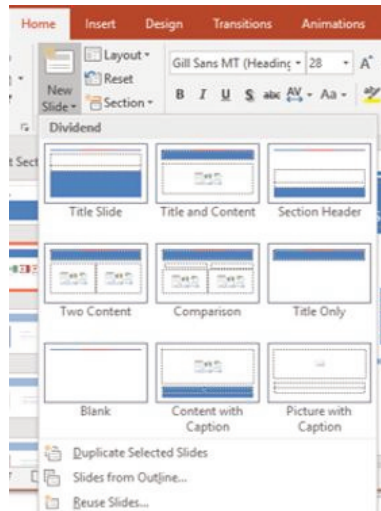 Home Insert Design Transitions Animations
New Slide
Layout
Reset
Section
Gill Sans MT (Heading 28 A
B I U S abc AV Aa
Dividend
Title Slide Title and Content Section Header
Two Content Comparison Title Only
Blank Content with Caption Picture with Caption
Duplicate Selected Slides
Slides from Outline...
Reuse Slides...